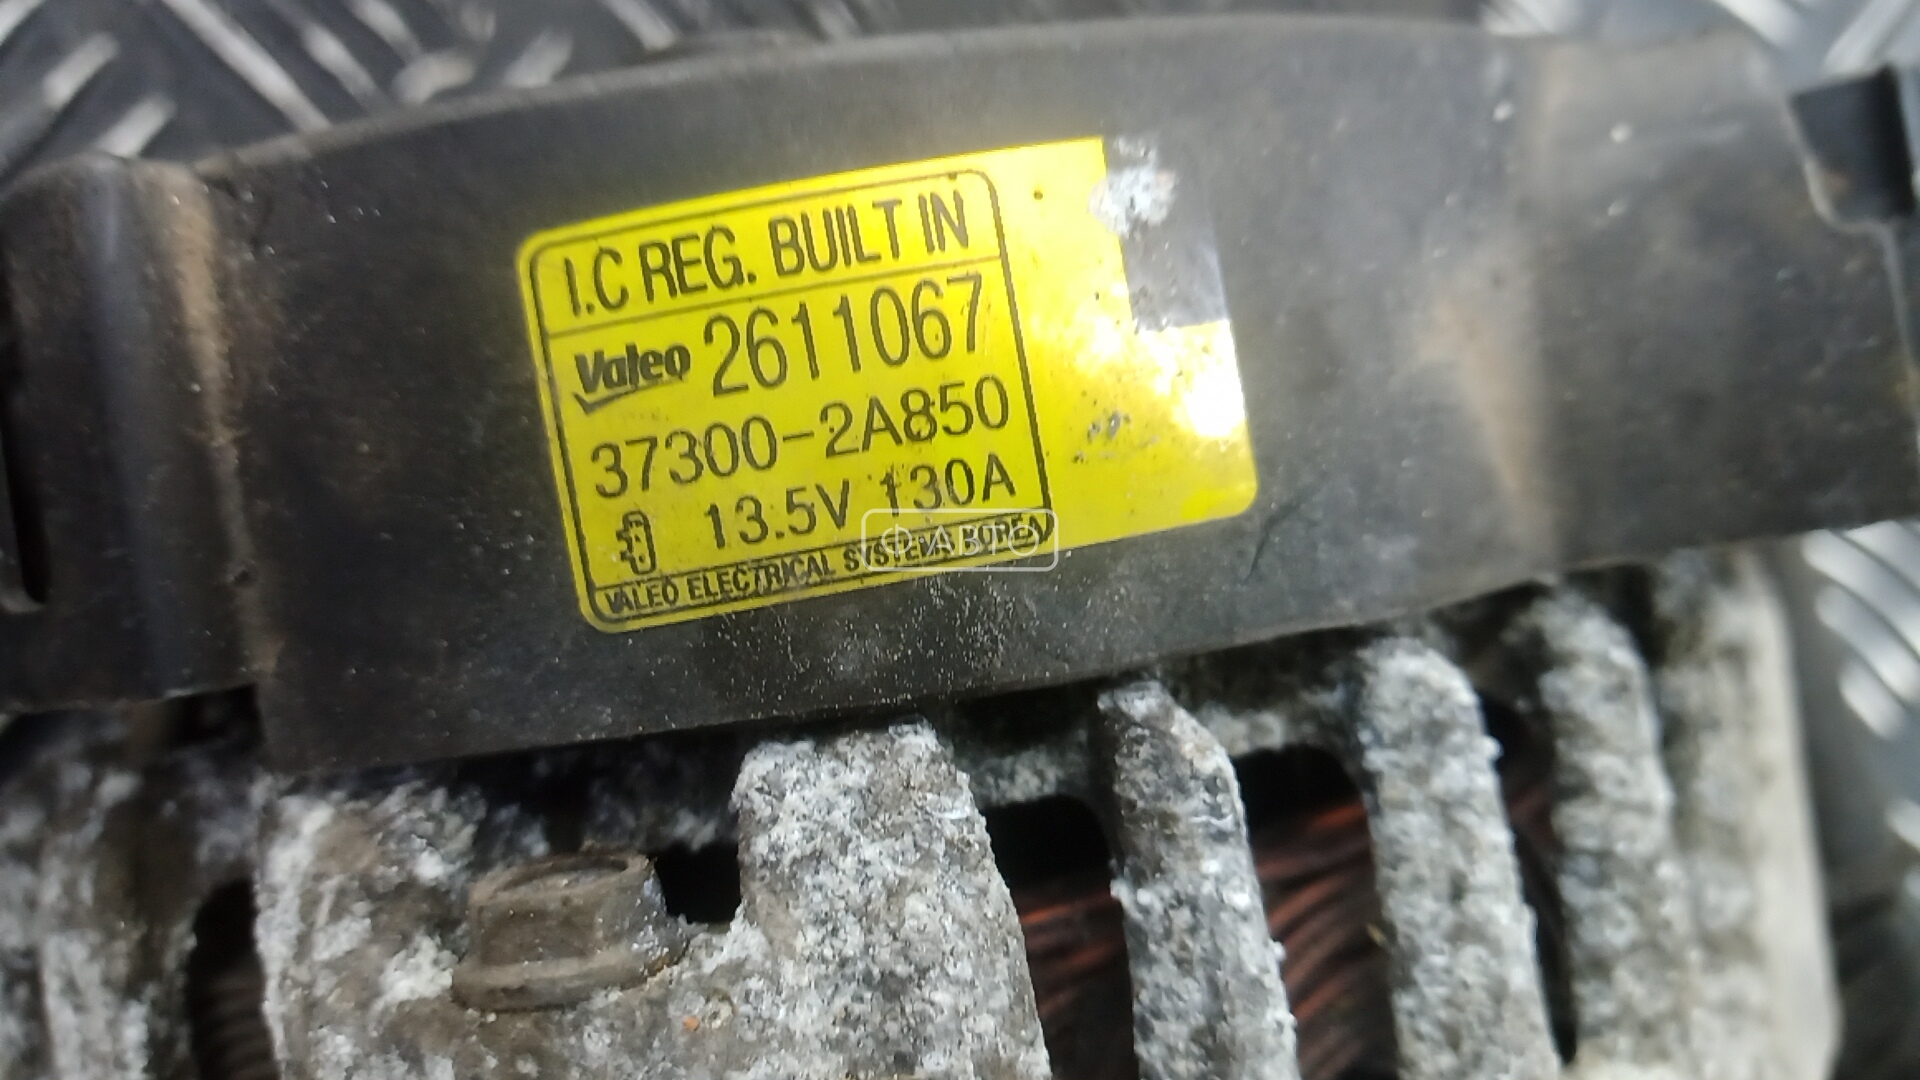 I.C REG. BUILT IN
Valeo 2611067
37300-2A850
13.5V 130A
VALEO ELECTRICAL SYSTEMS KOREA
Ф АВТО